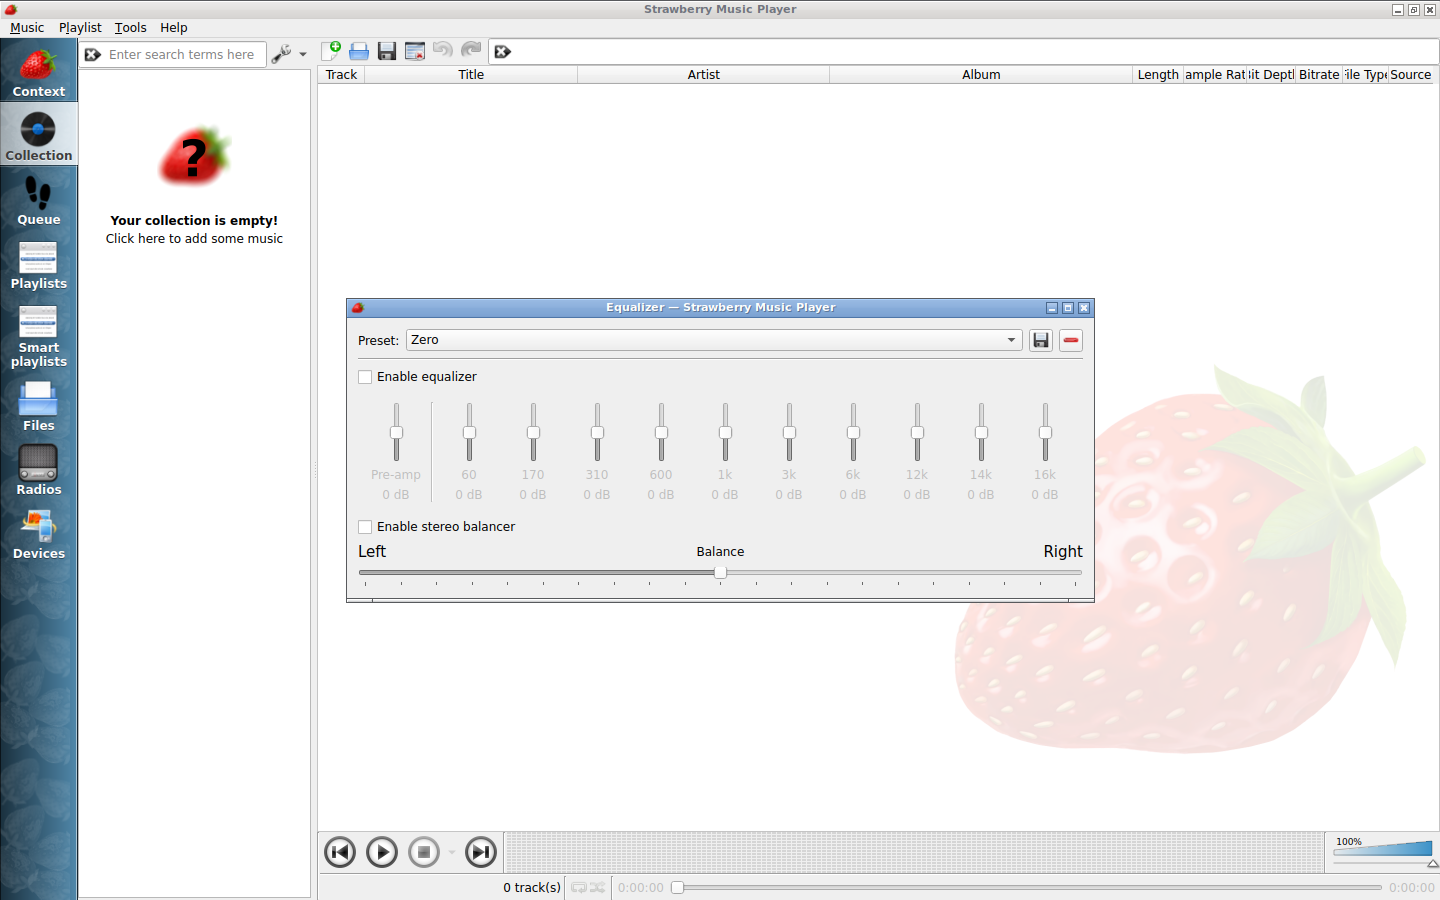 Strawberry Music Player
Music Playlist Tools Help
Enter search terms here
Track Title Artist Album Length ample Rat Bitrate ile Type Source
Context
Collection
Queue
Playlists
Smart
playlists
Files
Radios
Devices
?
Your collection is empty!
Click here to add some music
Equalizer — Strawberry Music Player
Preset: Zero
Enable equalizer
Pre-amp 60 170 310 600 1k 3k 6k 12k 14k 16k
0 dB 0 dB 0 dB 0 dB 0 dB 0 dB 0 dB 0 dB 0 dB 0 dB 0 dB
Enable stereo balancer
Left Balance Right
100%
0 track(s) 0:00:00 0:00:00